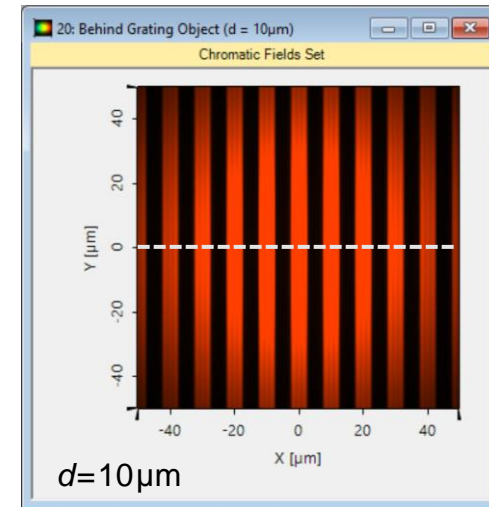 20: Behind Grating Object (d = 10μm)
Chromatic Fields Set
40
20
0
-20
-40
Y [μm]
-40 -20 0 20 40
X [μm]
d=10μm